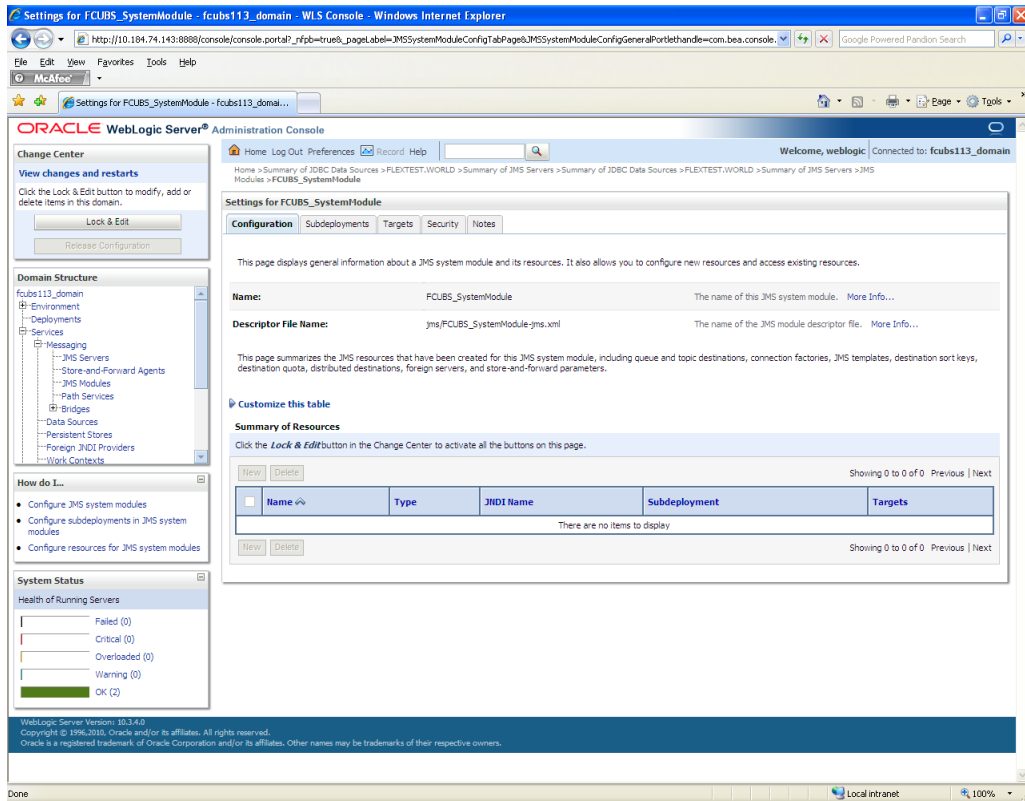 Settings for FCUBS_SystemModule - fcubs113_domain - WLS Console - Windows Internet Explorer
http://10.184.74.143:8888/console/console.portal?_nfpb=true&_pageLabel=JMSSystemModuleConfigTabPage&JMSSystemModuleConfigGeneralPortlethandle=com.bea.console.
Google Powered Pandion Search
File Edit View Favorites Tools Help
McAfee
Settings for FCUBS_SystemModule - fcubs113_domai...
Page Tools
ORACLE WebLogic Server® Administration Console
Change Center
View changes and restarts
Click the Lock & Edit button to modify, add or
delete items in this domain.
Lock & Edit
Release Configuration
Domain Structure
fcubs113_domain
Environment
Deployments
Services
Messaging
JMS Servers
Store-and-Forward Agents
JMS Modules
Path Services
Bridges
Data Sources
Persistent Stores
Foreign JNDI Providers
Work Contexts
How do I...
Configure JMS system modules
Configure subdeployments in JMS system
modules
Configure resources for JMS system modules
System Status
Health of Running Servers
Failed (0)
Critical (0)
Overloaded (0)
Warning (0)
OK (2)
Home Log Out Preferences Record Help
Welcome, weblogic Connected to: fcubs113_domain
Home >Summary of JDBC Data Sources >FLEXTEST.WORLD >Summary of JMS Servers >Summary of JDBC Data Sources >FLEXTEST.WORLD >Summary of JMS Servers >JMS
Modules >FCUBS_SystemModule
Settings for FCUBS_SystemModule
Configuration Subdeployments Targets Security Notes
This page displays general information about a JMS system module and its resources. It also allows you to configure new resources and access existing resources.
Name: FCUBS_SystemModule The name of this JMS system module. More Info...
Descriptor File Name: jms/FCUBS_SystemModule-jms.xml The name of the JMS module descriptor file. More Info...
This page summarizes the JMS resources that have been created for this JMS system module, including queue and topic destinations, connection factories, JMS templates, destination sort keys,
destination quota, distributed destinations, foreign servers, and store-and-forward parameters.
Customize this table
Summary of Resources
Click the Lock & Edit button in the Change Center to activate all the buttons on this page.
New Delete Showing 0 to 0 of 0 Previous | Next
Name Type JNDI Name Subdeployment Targets
There are no items to display
New Delete Showing 0 to 0 of 0 Previous | Next
WebLogic Server Version: 10.3.4.0
Copyright © 1996,2010, Oracle and/or its affiliates. All rights reserved.
Oracle is a registered trademark of Oracle Corporation and/or its affiliates. Other names may be trademarks of their respective owners.
Done Local intranet 100%